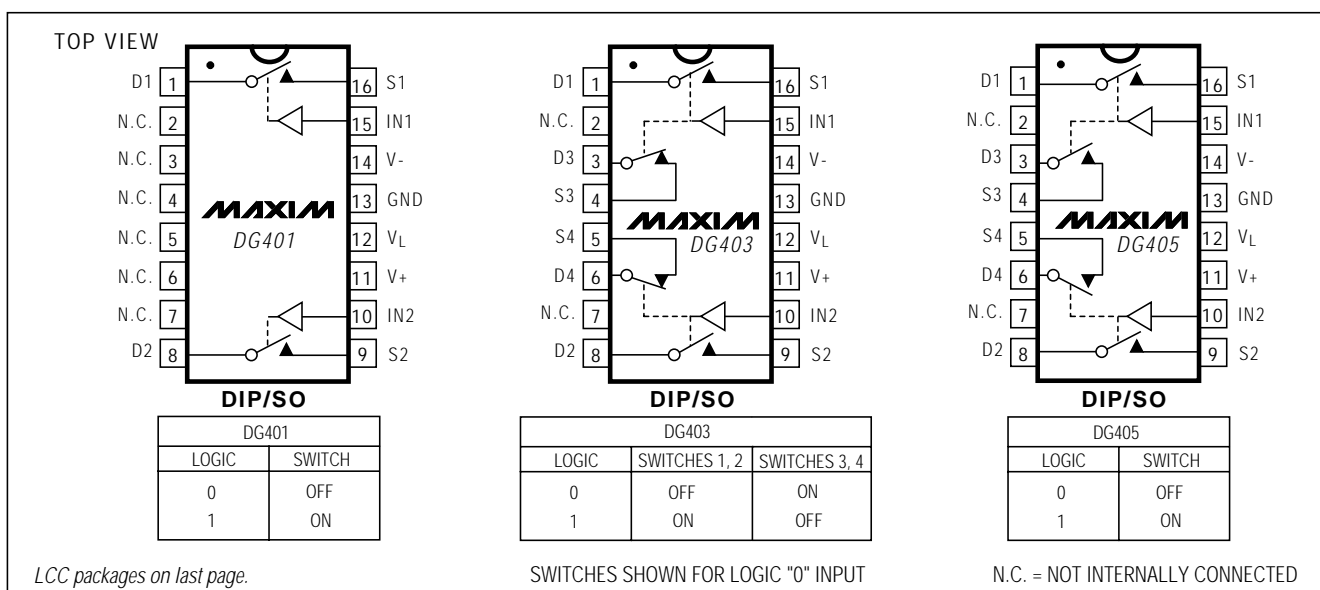 TOP VIEW
D1 1 16 S1
N.C. 2 15 IN1
N.C. 3 14 V-
N.C. 4 13 GND
N.C. 5 12 VL
N.C. 6 11 V+
N.C. 7 10 IN2
D2 8 9 S2
MAXIM
DG401
DIP/SO
DG401
LOGIC SWITCH
0 OFF
1 ON
D1 1 16 S1
N.C. 2 15 IN1
D3 3 14 V-
S3 4 13 GND
S4 5 12 VL
D4 6 11 V+
N.C. 7 10 IN2
D2 8 9 S2
MAXIM
DG403
DIP/SO
DG403
LOGIC SWITCHES 1, 2 SWITCHES 3, 4
0 OFF ON
1 ON OFF
D1 1 16 S1
N.C. 2 15 IN1
D3 3 14 V-
S3 4 13 GND
S4 5 12 VL
D4 6 11 V+
N.C. 7 10 IN2
D2 8 9 S2
MAXIM
DG405
DIP/SO
DG405
LOGIC SWITCH
0 OFF
1 ON
LCC packages on last page.
SWITCHES SHOWN FOR LOGIC "0" INPUT
N.C. = NOT INTERNALLY CONNECTED